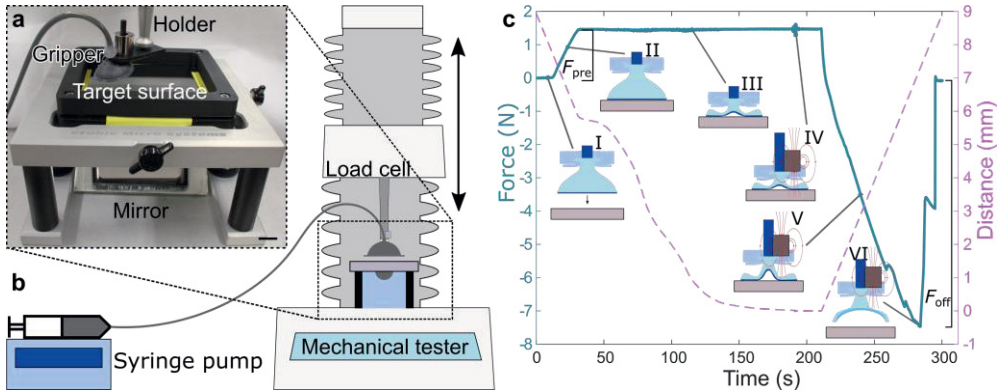 a
Holder
Gripper
Target surface
Mirror
Load cell
b
Syringe pump
Mechanical tester
c
Force (N)
2
1
0
-1
-2
-3
-4
-5
-6
-7
-8
Fpre
I
II
III
IV
V
VI
Foff
9
8
7
6
5
4
3
2
1
0
-1
Distance (mm)
0 50 100 150 200 250 300
Time (s)